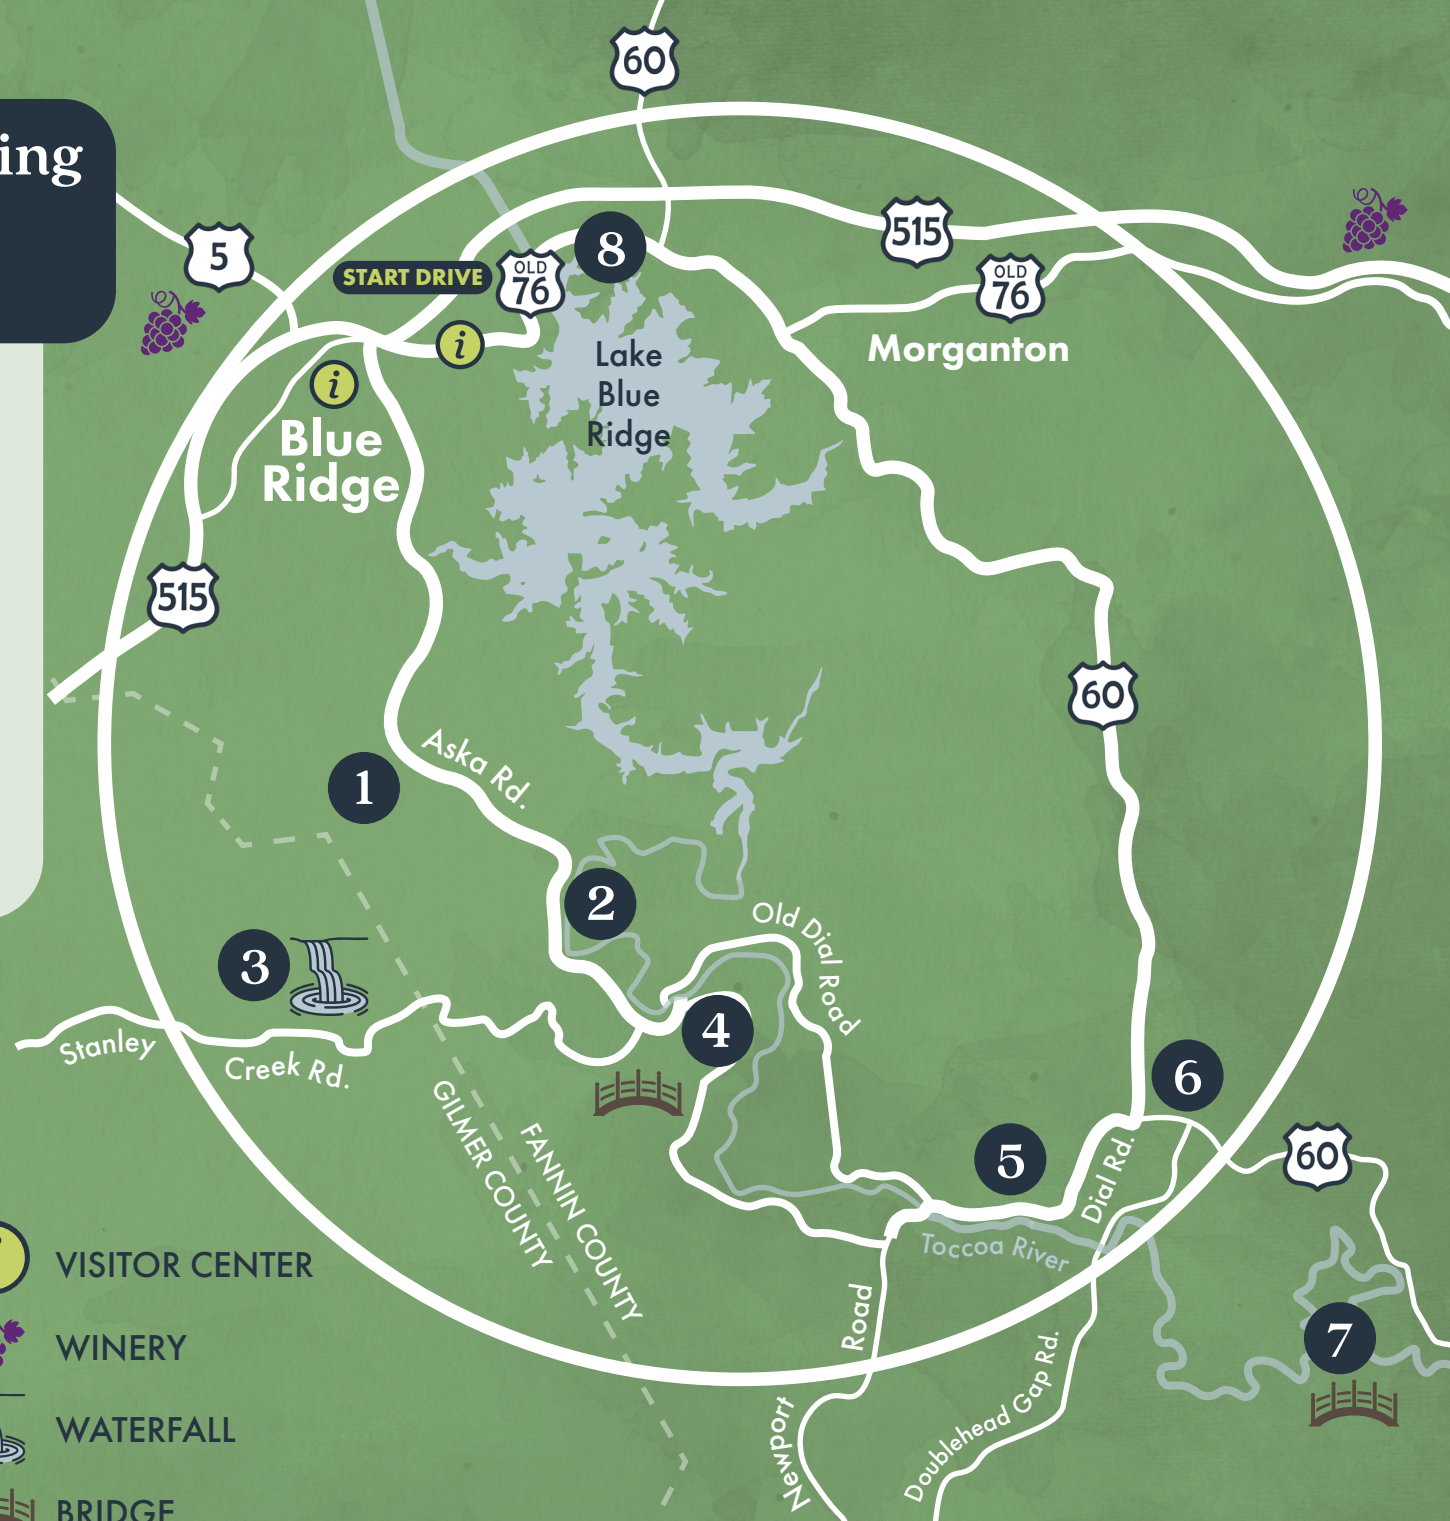 ing
60
5
515
START DRIVE
OLD
76
8
OLD
76
i
Lake
Blue
Ridge
Morganton
i
Blue
Ridge
515
60
Aska Rd.
1
2
Old Dial Road
3
4
Stanley
Creek Rd.
6
GILMER COUNTY
FANNIN COUNTY
5
Dial Rd.
60
Toccoa River
Road
7
Newport
Doublehead Gap Rd.
VISITOR CENTER
WINERY
WATERFALL
BRIDGE